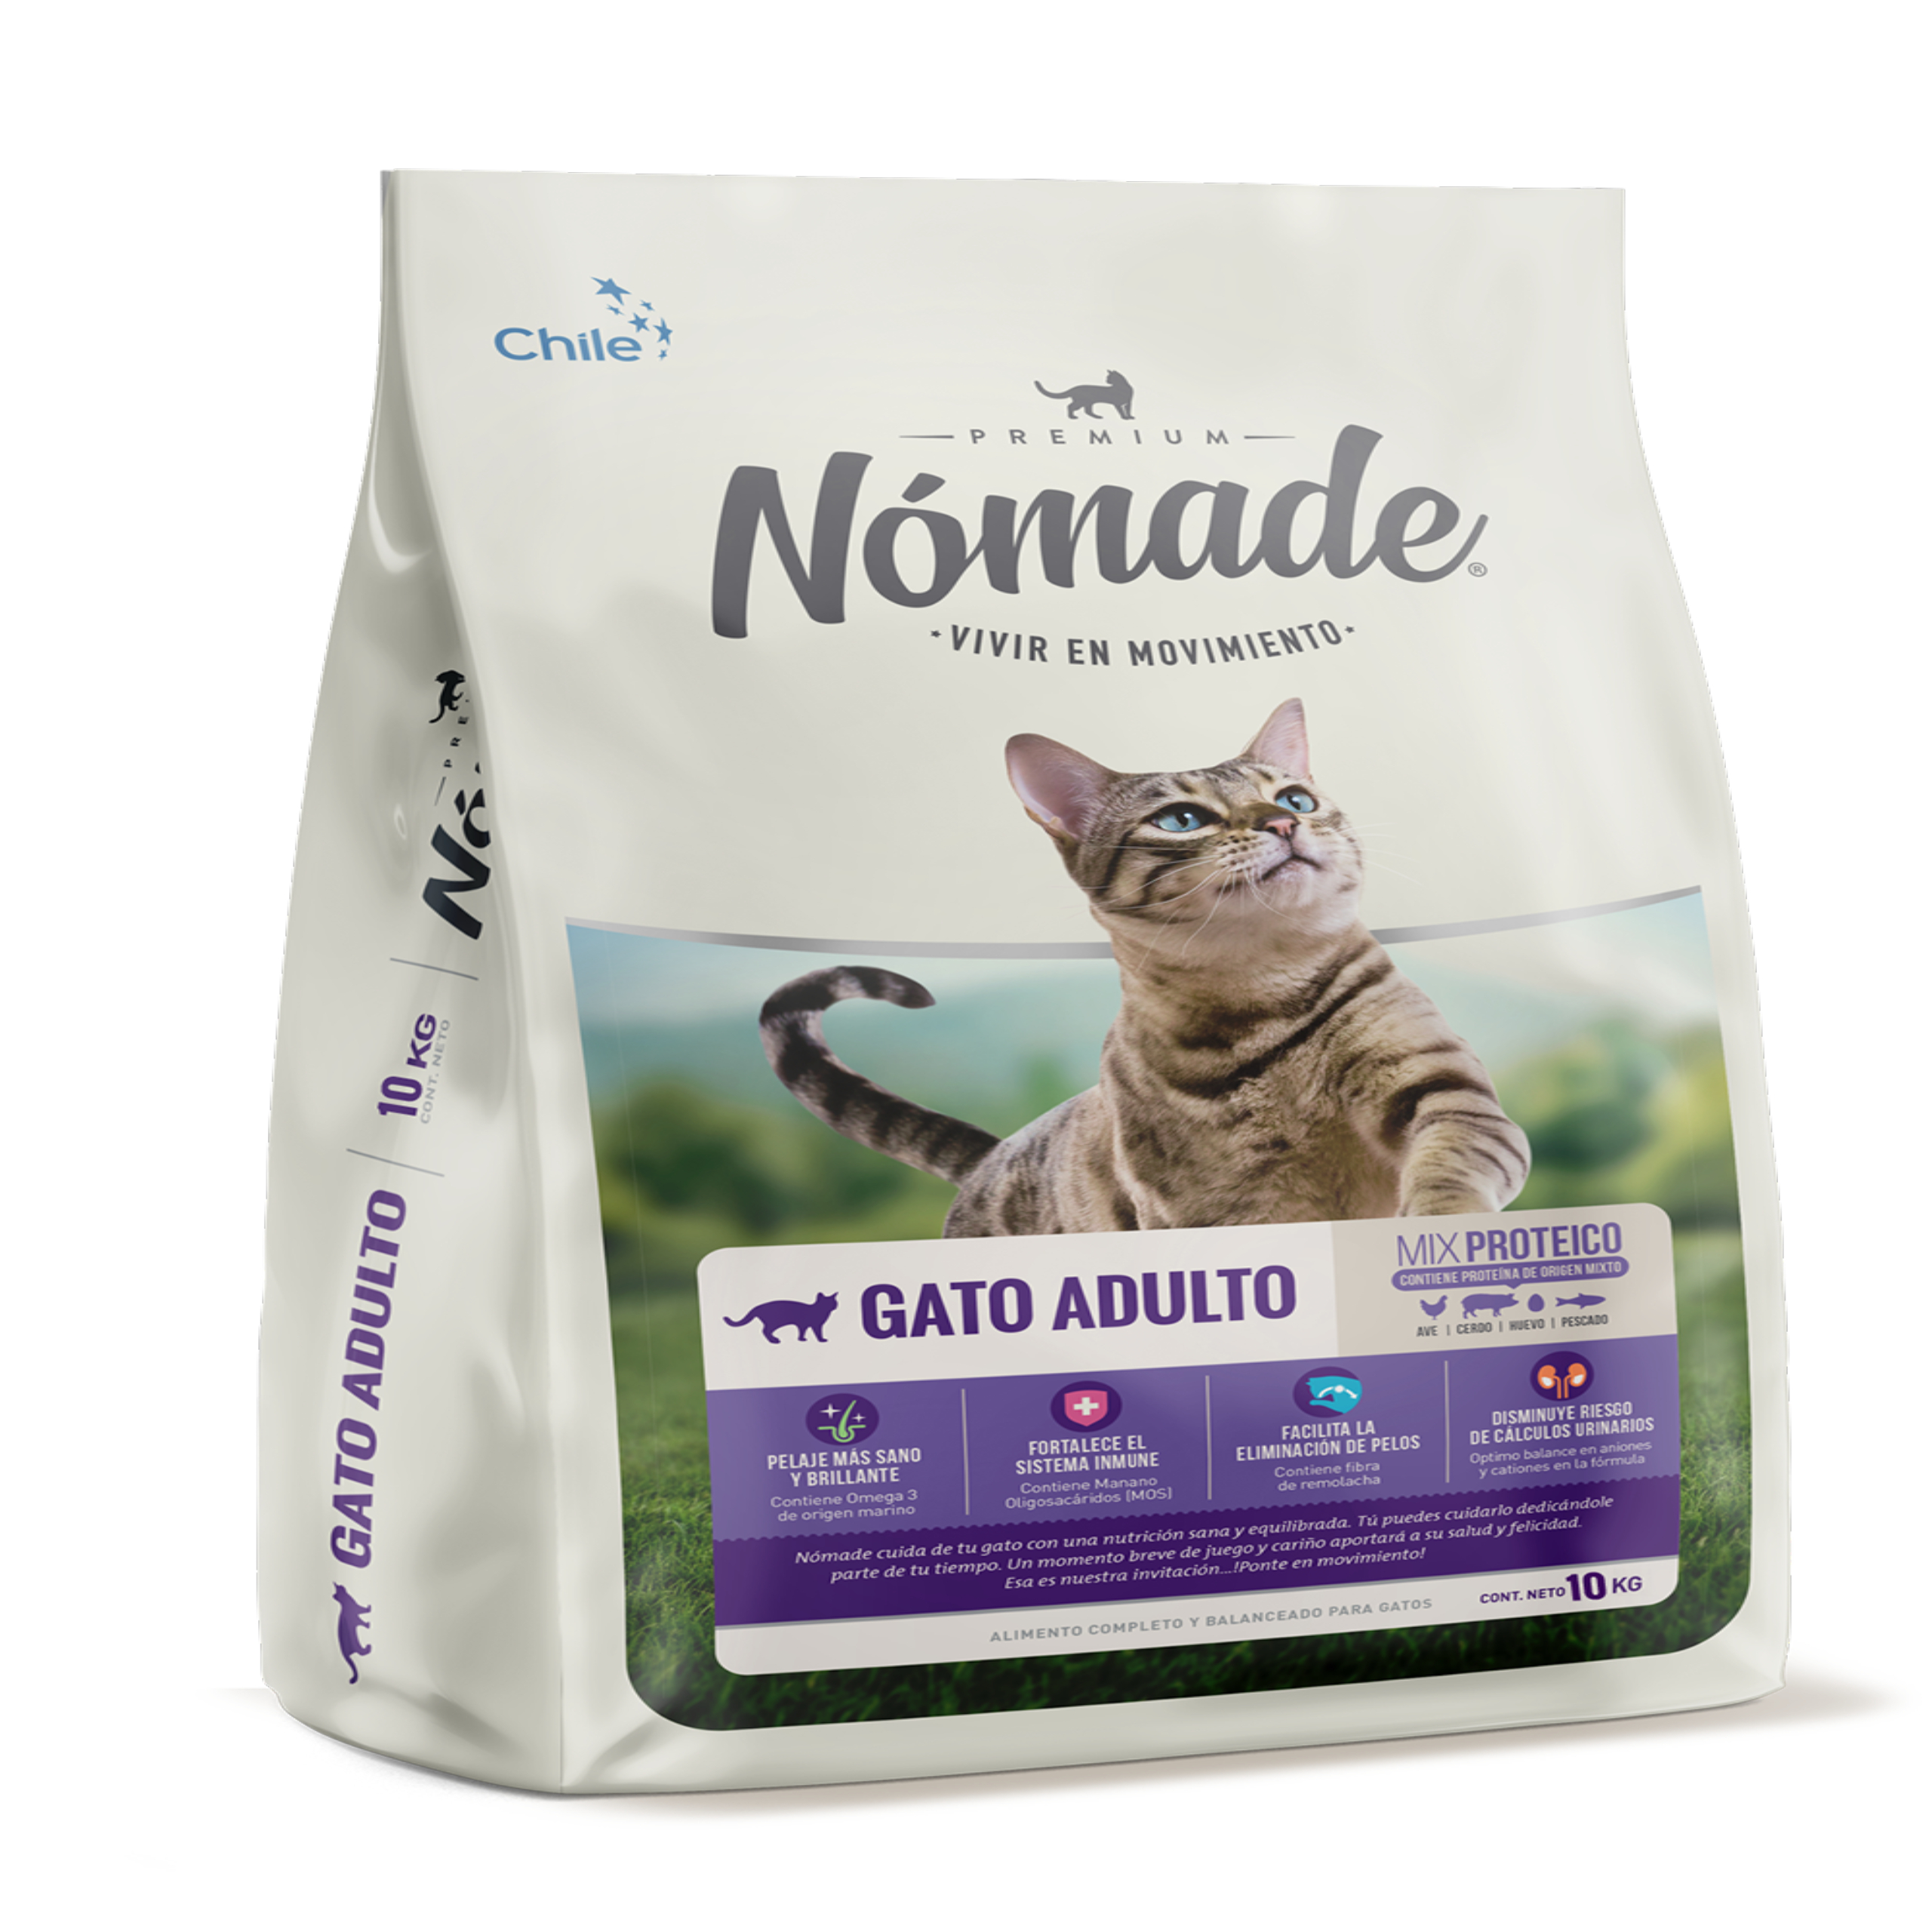 Chile
PREMIUM
Nómade®
VIVIR EN MOVIMIENTO
GATO ADULTO
MIX PROTEICO
CONTIENE PROTEÍNA DE ORIGEN MIXTO
AVE | CERDO | HUEVO | PESCADO
PELAJE MÁS SANO
Y BRILLANTE
Contiene Omega 3
de origen marino
FORTALECE EL
SISTEMA INMUNE
Contiene Manano
Oligosacáridos (MOS)
FACILITA LA
ELIMINACIÓN DE PELOS
Contiene fibra
de remolacha
DISMINUYE RIESGO
DE CÁLCULOS URINARIOS
Optimo balance en aniones
y cationes en la fórmula
Nómade cuida de tu gato con una nutrición sana y equilibrada. Tú puedes cuidarlo dedicándole
parte de tu tiempo. Un momento breve de juego y cariño aportará a su salud y felicidad.
Esa es nuestra invitación...!Ponte en movimiento!
ALIMENTO COMPLETO Y BALANCEADO PARA GATOS
CONT. NETO 10 KG
GATO ADULTO
10 KG
CONT. NETO
PRE
Nó